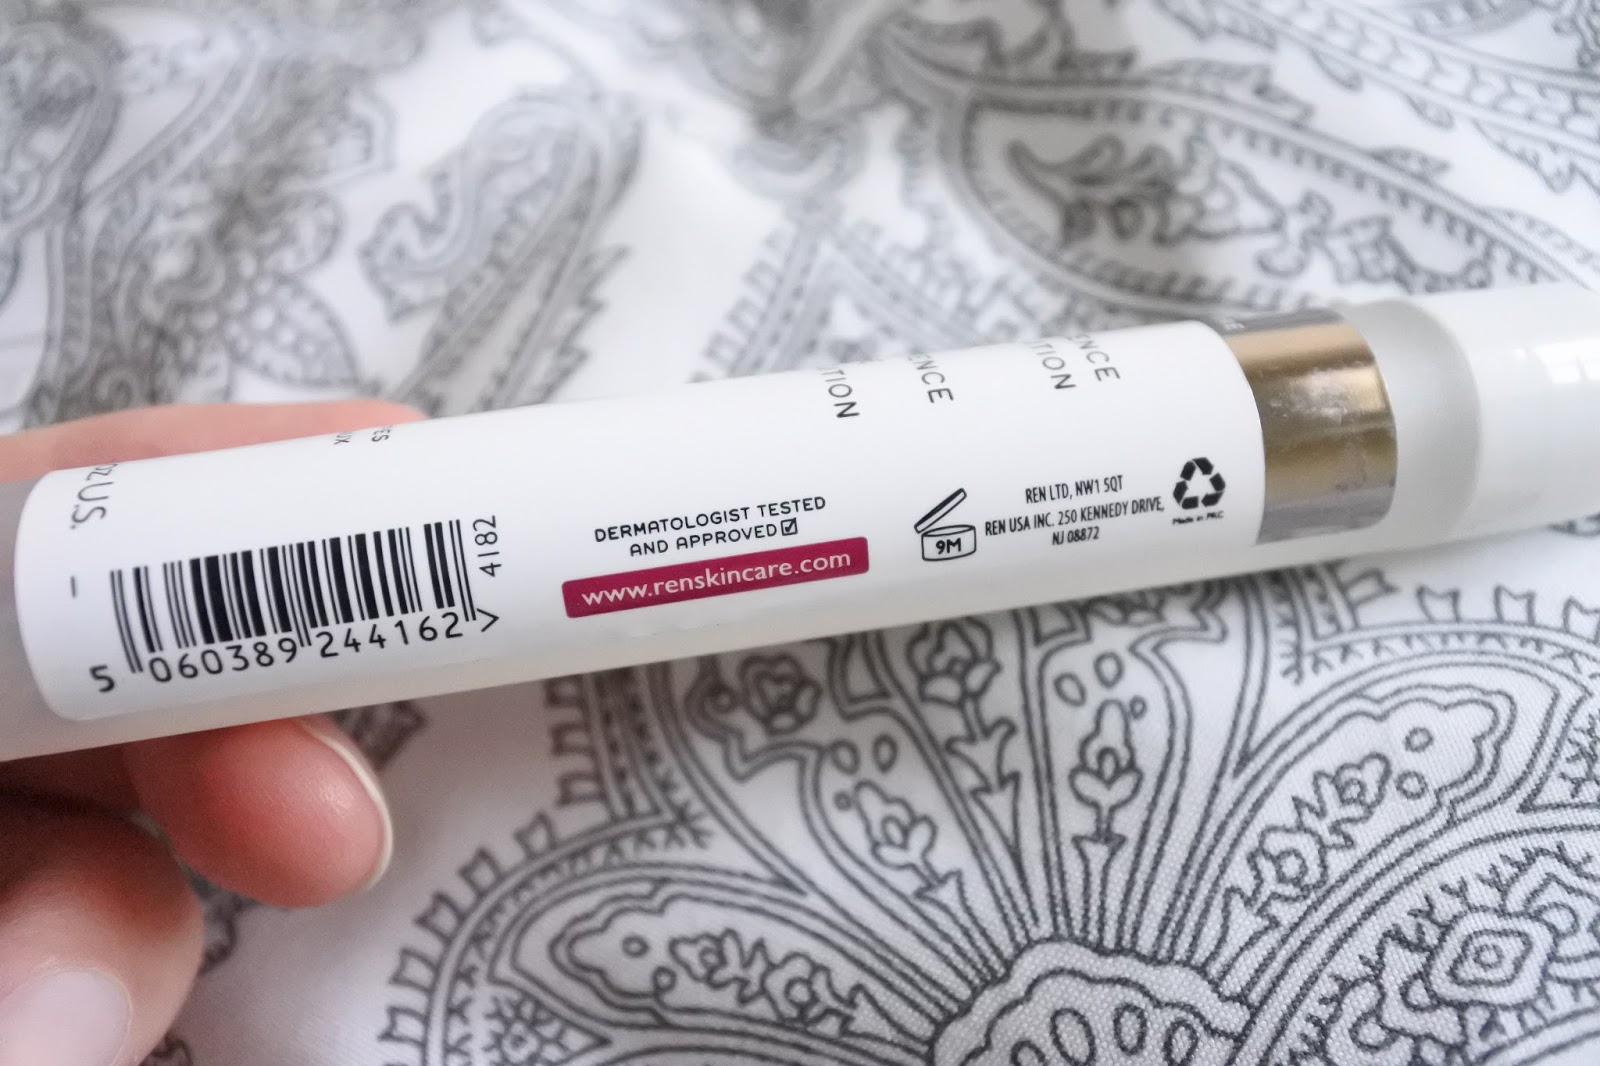 OZ U.S.
5 060389 244162 >
4182
DERMATOLOGIST TESTED
AND APPROVED
www.renskincare.com
9M
REN LTD, NW1 5QT
REN USA INC. 250 KENNEDY DRIVE,
NJ 08872
Made in PRC